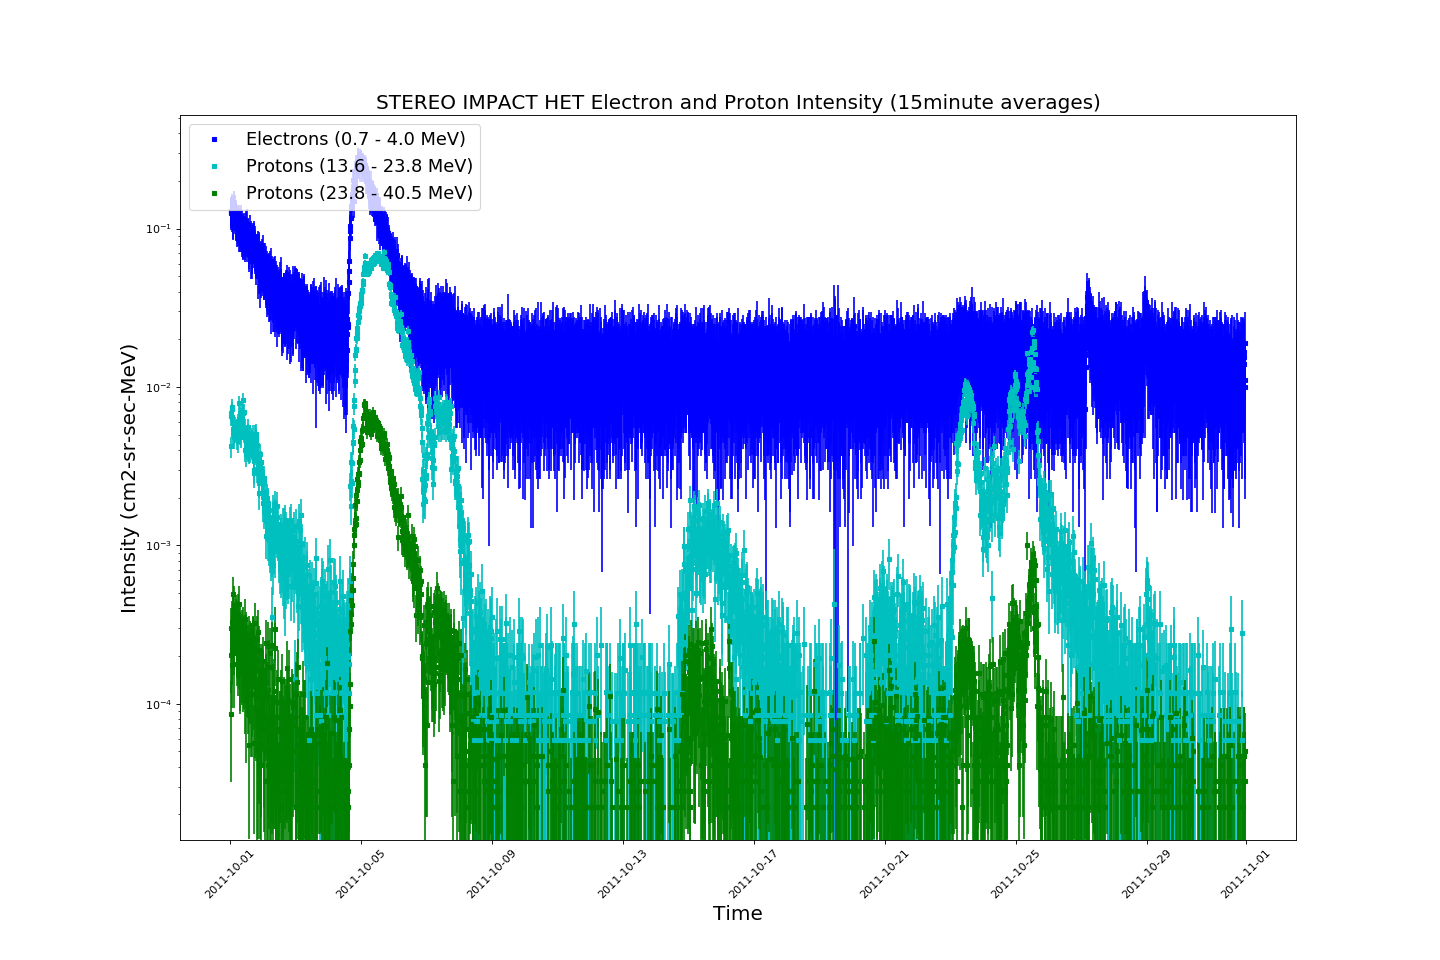 STEREO IMPACT HET Electron and Proton Intensity (15minute averages)
Electrons (0.7 - 4.0 MeV)
Protons (13.6 - 23.8 MeV)
Protons (23.8 - 40.5 MeV)
Intensity (cm2-sr-sec-MeV)
10⁻¹
10⁻²
10⁻³
10⁻⁴
2011-10-01
2011-10-05
2011-10-09
2011-10-13
2011-10-17
2011-10-21
2011-10-25
2011-10-29
2011-11-01
Time